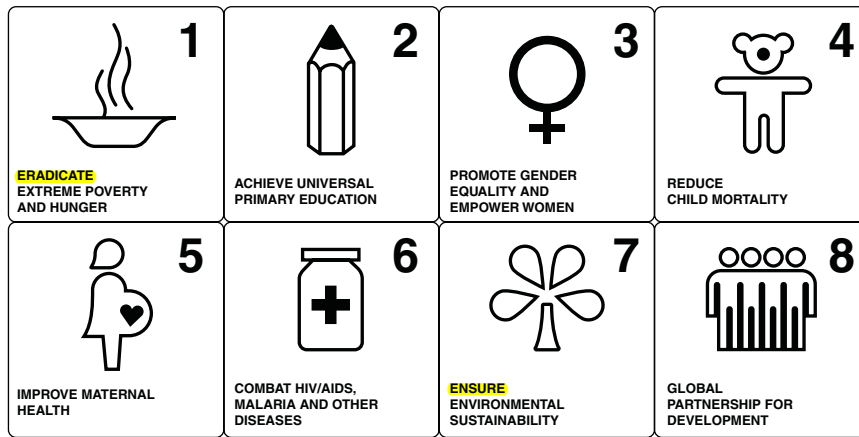 1
ERADICATE
EXTREME POVERTY
AND HUNGER
2
ACHIEVE UNIVERSAL
PRIMARY EDUCATION
3
PROMOTE GENDER
EQUALITY AND
EMPOWER WOMEN
4
REDUCE
CHILD MORTALITY
5
IMPROVE MATERNAL
HEALTH
6
COMBAT HIV/AIDS,
MALARIA AND OTHER
DISEASES
7
ENSURE
ENVIRONMENTAL
SUSTAINABILITY
8
GLOBAL
PARTNERSHIP FOR
DEVELOPMENT